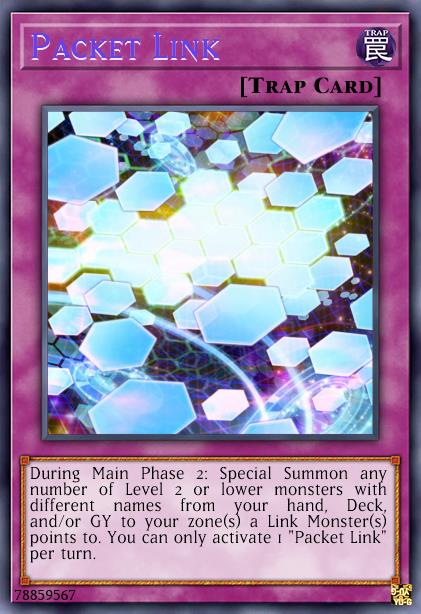 Packet Link
TRAP
罠
[Trap Card]
During Main Phase 2: Special Summon any
number of Level 2 or lower monsters with
different names from your hand, Deck,
and/or GY to your zone(s) a Link Monster(s)
points to. You can only activate 1 "Packet Link"
per turn.
78859567